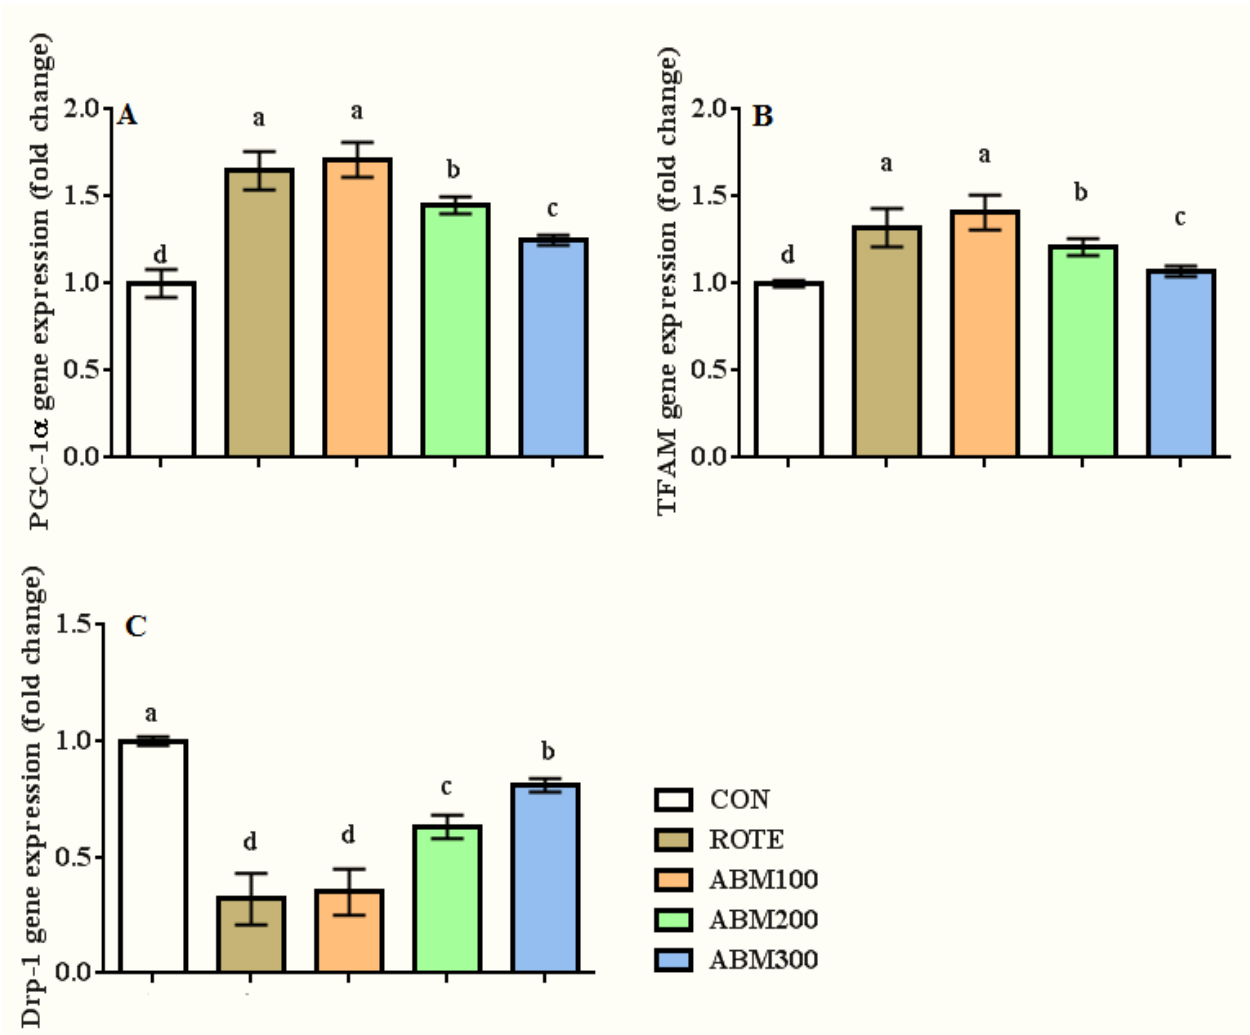 PGC-1α gene expression (fold change)
A
2.0
1.5
1.0
0.5
0.0
d
a
a
b
c
TFAM gene expression (fold change)
B
2.0
1.5
1.0
0.5
0.0
d
a
a
b
c
Drp-1 gene expression (fold change)
C
1.5
1.0
0.5
0.0
a
d
d
c
b
CON
ROTE
ABM100
ABM200
ABM300